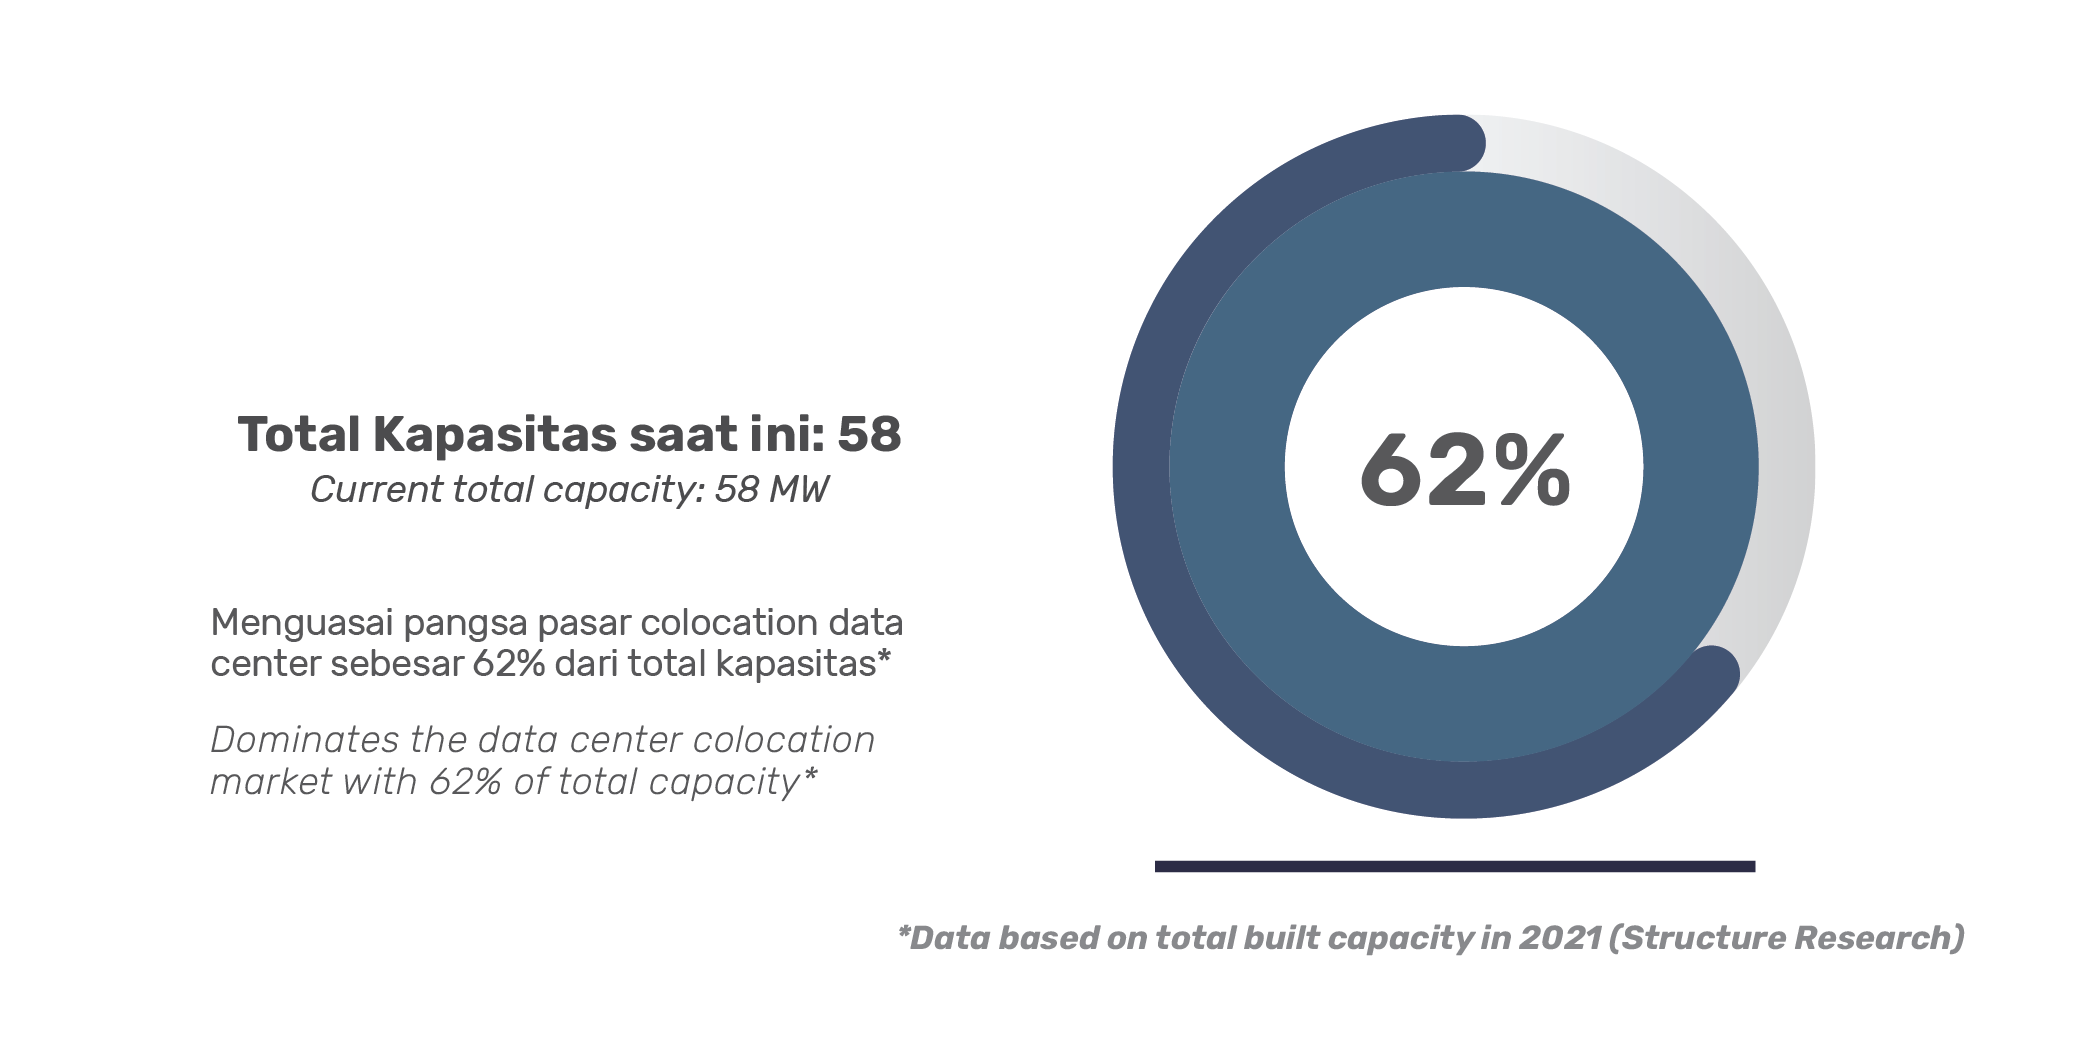 Total Kapasitas saat ini: 58
Current total capacity: 58 MW
Menguasai pangsa pasar colocation data
center sebesar 62% dari total kapasitas*
Dominates the data center colocation
market with 62% of total capacity*
62%
*Data based on total built capacity in 2021 (Structure Research)